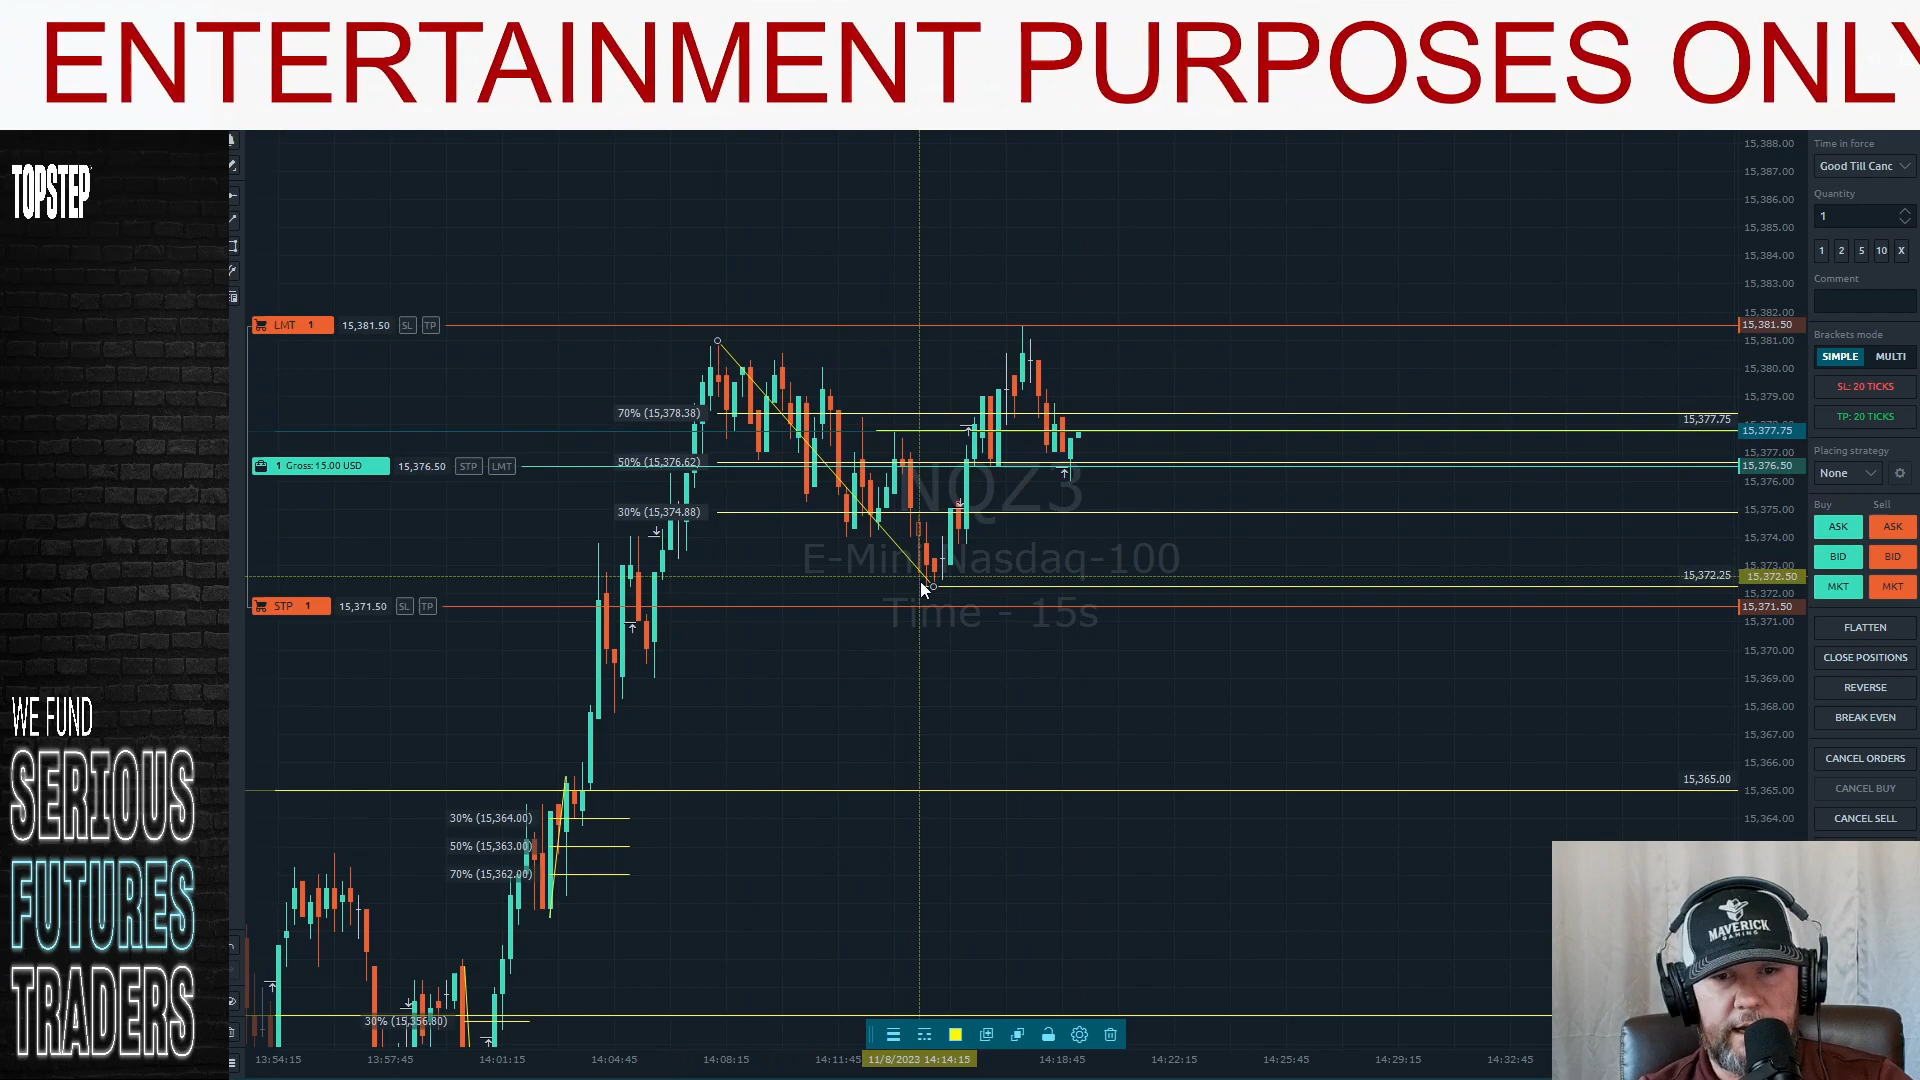 ENTERTAINMENT PURPOSES ONLY
TOPSTEP
WE FUND
SERIOUS
FUTURES
TRADERS
NQZ3
E-Mini Nasdaq-100
Time - 15s
LMT 1 15,381.50 SL TP
1 Gross: 15.00 USD 15,376.50 STP LMT
STP 1 15,371.50 SL TP
70% (15,378.38)
50% (15,376.62)
30% (15,374.88)
30% (15,364.00)
50% (15,363.00)
70% (15,362.00)
30% (15,356.80)
15,377.75
15,372.25
15,365.00
15,388.00
15,387.00
15,386.00
15,385.00
15,384.00
15,383.00
15,382.00
15,381.50
15,381.00
15,380.00
15,379.00
15,377.75
15,377.00
15,376.50
15,376.00
15,375.00
15,374.00
15,373.00
15,372.50
15,372.00
15,371.50
15,371.00
15,370.00
15,369.00
15,368.00
15,367.00
15,366.00
15,365.00
15,364.00
13:54:15 13:57:45 14:01:15 14:04:45 14:08:15 14:11:45 11/8/2023 14:14:15 14:18:45 14:22:15 14:25:45 14:29:15 14:32:45
Time in force
Good Till Canc
Quantity
1
1 2 5 10 X
Comment
Brackets mode
SIMPLE MULTI
SL: 20 TICKS
TP: 20 TICKS
Placing strategy
None
Buy Sell
ASK ASK
BID BID
MKT MKT
FLATTEN
CLOSE POSITIONS
REVERSE
BREAK EVEN
CANCEL ORDERS
CANCEL BUY
CANCEL SELL
MAVERICK
GAMING